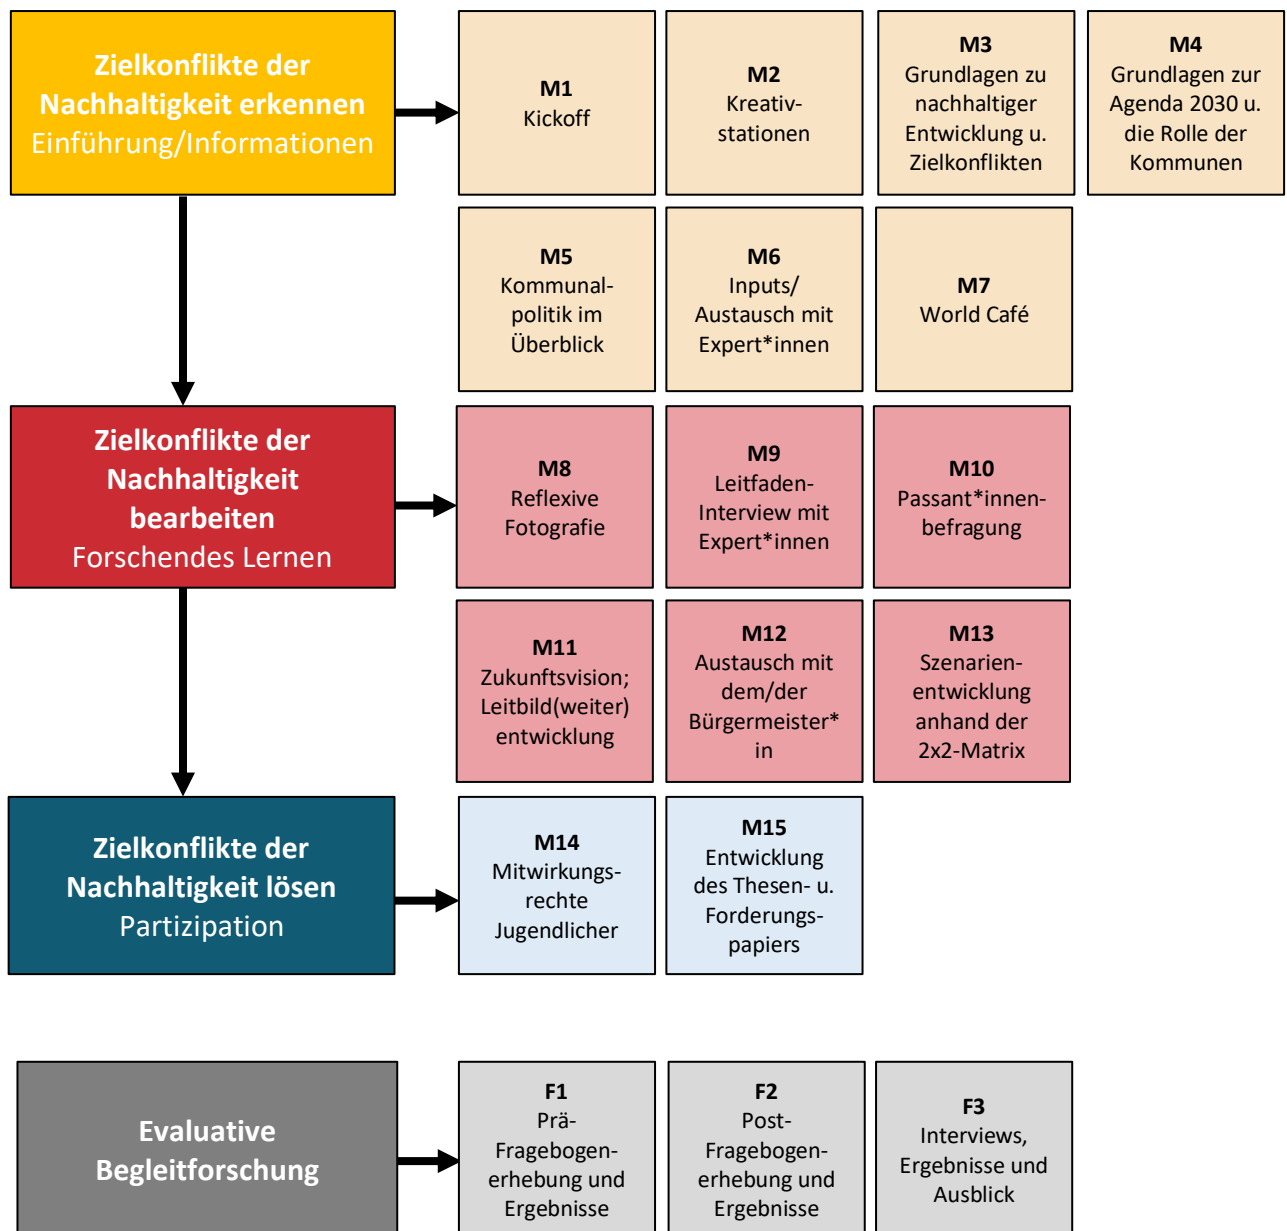 Zielkonflikte der
Nachhaltigkeit erkennen
Einführung/Informationen
M1
Kickoff
M2
Kreativ-
stationen
M3
Grundlagen zu
nachhaltiger
Entwicklung u.
Zielkonflikten
M4
Grundlagen zur
Agenda 2030 u.
die Rolle der
Kommunen
M5
Kommunal-
politik im
Überblick
M6
Inputs/
Austausch mit
Expert*innen
M7
World Café
Zielkonflikte der
Nachhaltigkeit
bearbeiten
Forschendes Lernen
M8
Reflexive
Fotografie
M9
Leitfaden-
Interview mit
Expert*innen
M10
Passant*innen-
befragung
M11
Zukunftsvision;
Leitbild(weiter)
entwicklung
M12
Austausch mit
dem/der
Bürgermeister*
in
M13
Szenarien-
entwicklung
anhand der
2x2-Matrix
Zielkonflikte der
Nachhaltigkeit lösen
Partizipation
M14
Mitwirkungs-
rechte
Jugendlicher
M15
Entwicklung
des Thesen- u.
Forderungs-
papiers
Evaluative
Begleitforschung
F1
Prä-
Fragebogen-
erhebung und
Ergebnisse
F2
Post-
Fragebogen-
erhebung und
Ergebnisse
F3
Interviews,
Ergebnisse und
Ausblick